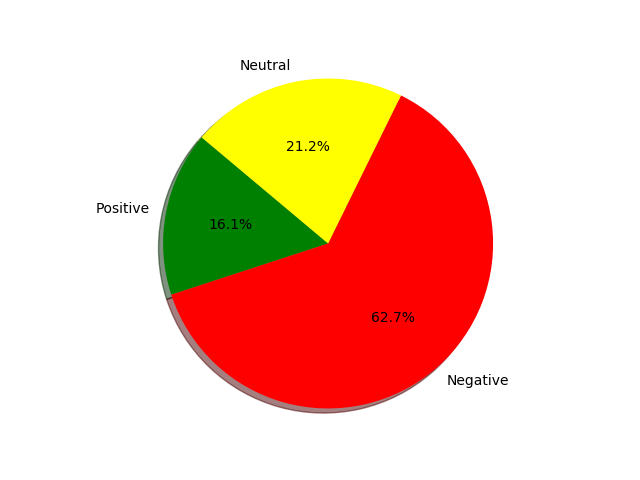 Neutral
21.2%
Positive
16.1%
62.7%
Negative